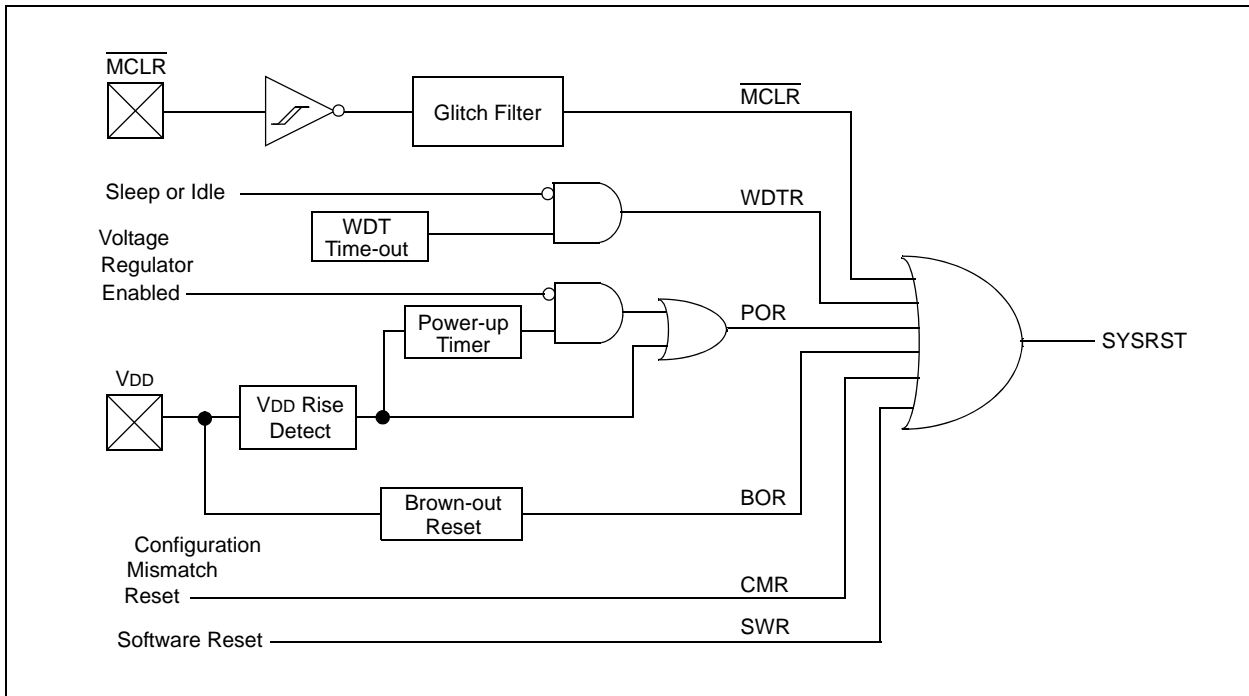 MCLR
Glitch Filter
MCLR
Sleep or Idle
WDT
Time-out
WDTR
Voltage
Regulator
Enabled
Power-up
Timer
POR
SYSRST
VDD
VDD Rise
Detect
Brown-out
Reset
BOR
Configuration
Mismatch
Reset
CMR
Software Reset
SWR